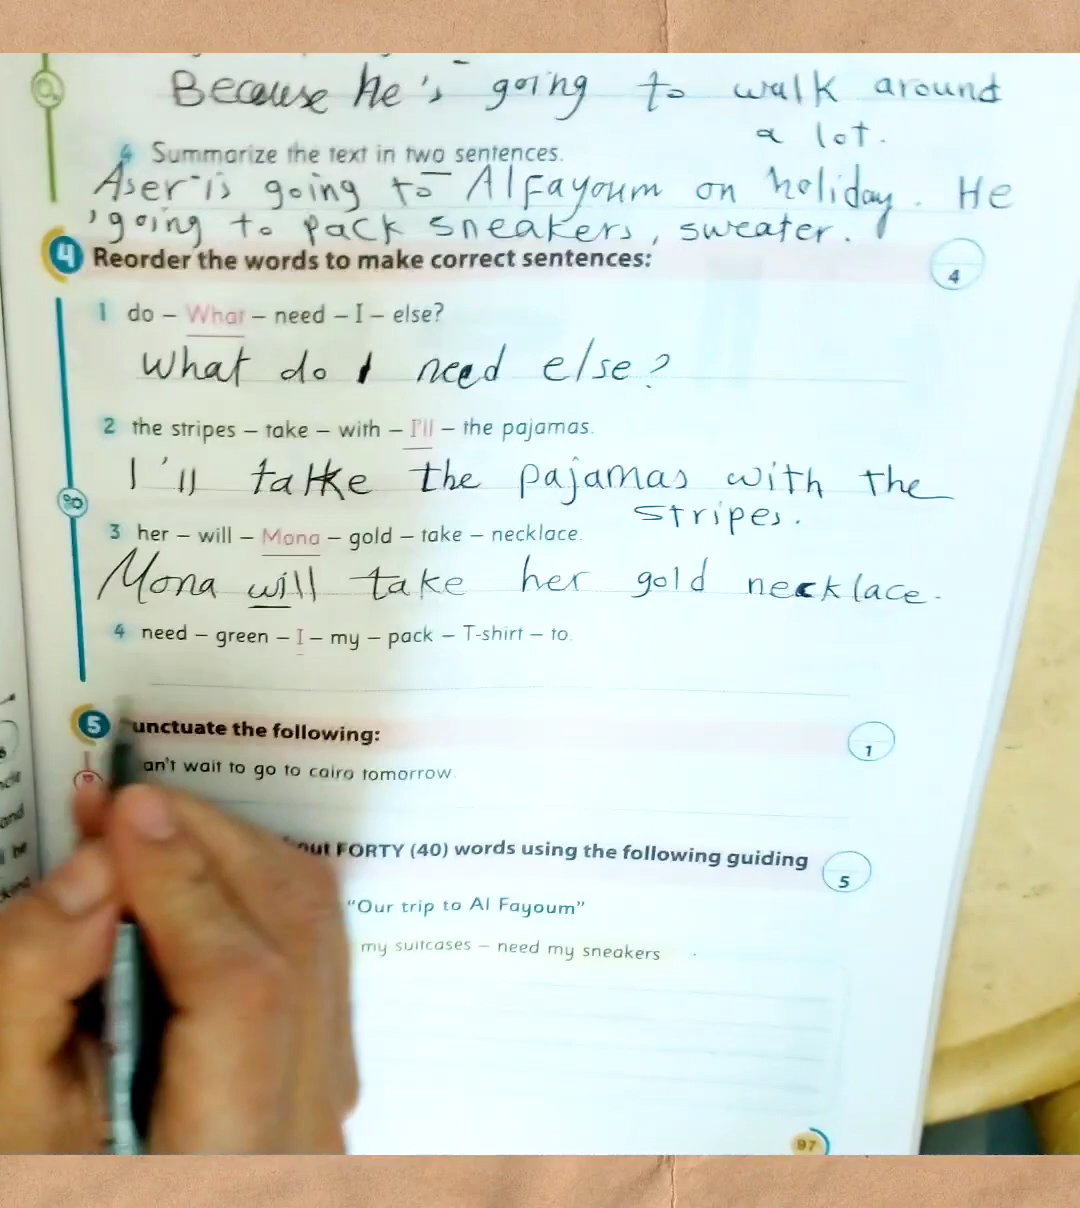 Because he's going to walk around
a lot.
4 Summarize the text in two sentences.
Aser is going to Al Fayoum on holiday. He
's going to pack sneakers, sweater.
4 Reorder the words to make correct sentences:
4
1 do – What – need – I – else?
What do I need else?
2 the stripes – take – with – I'll – the pajamas.
I'll take the pajamas with the
stripes.
3 her – will – Mona – gold – take – necklace.
Mona will take her gold necklace.
4 need – green – I – my – pack – T-shirt – to.
5 unctuate the following:
1
an't wait to go to cairo tomorrow.
out FORTY (40) words using the following guiding
5
"Our trip to Al Fayoum"
my suitcases – need my sneakers
97